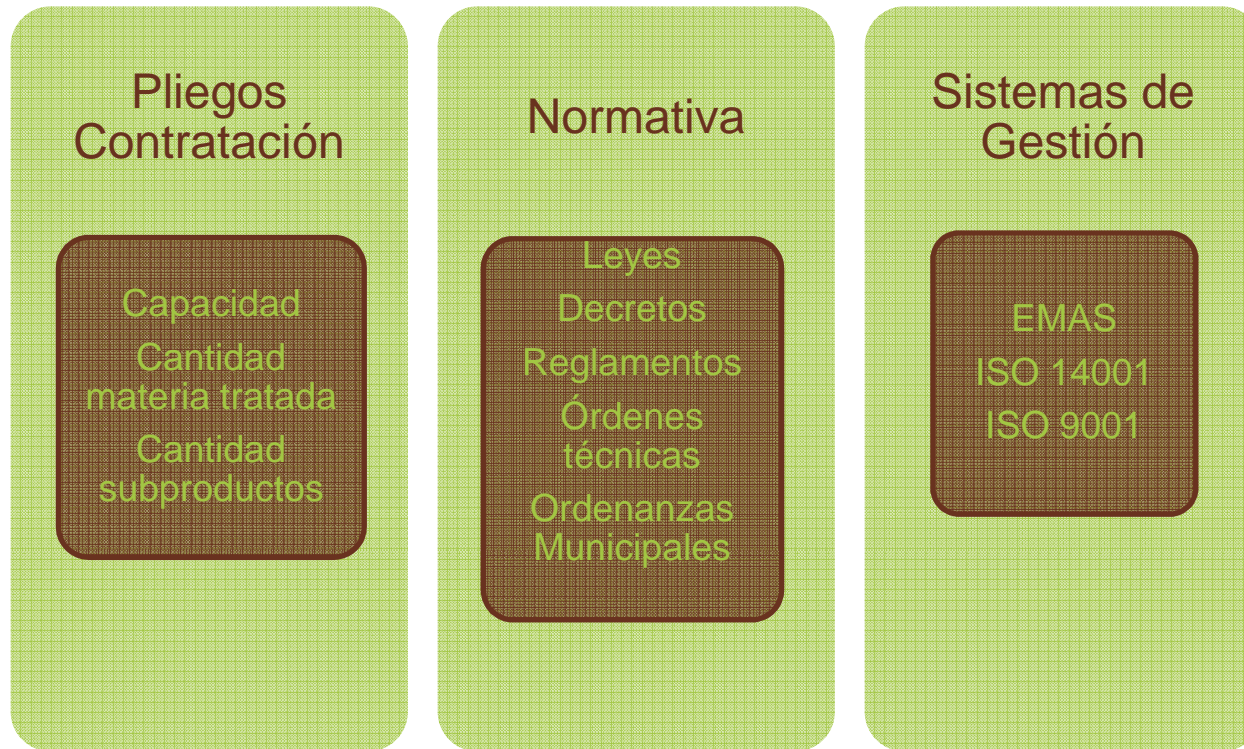 Pliegos
Contratación
Capacidad
Cantidad
materia tratada
Cantidad
subproductos
Normativa
Leyes
Decretos
Reglamentos
Órdenes
técnicas
Ordenanzas
Municipales
Sistemas de
Gestión
EMAS
ISO 14001
ISO 9001